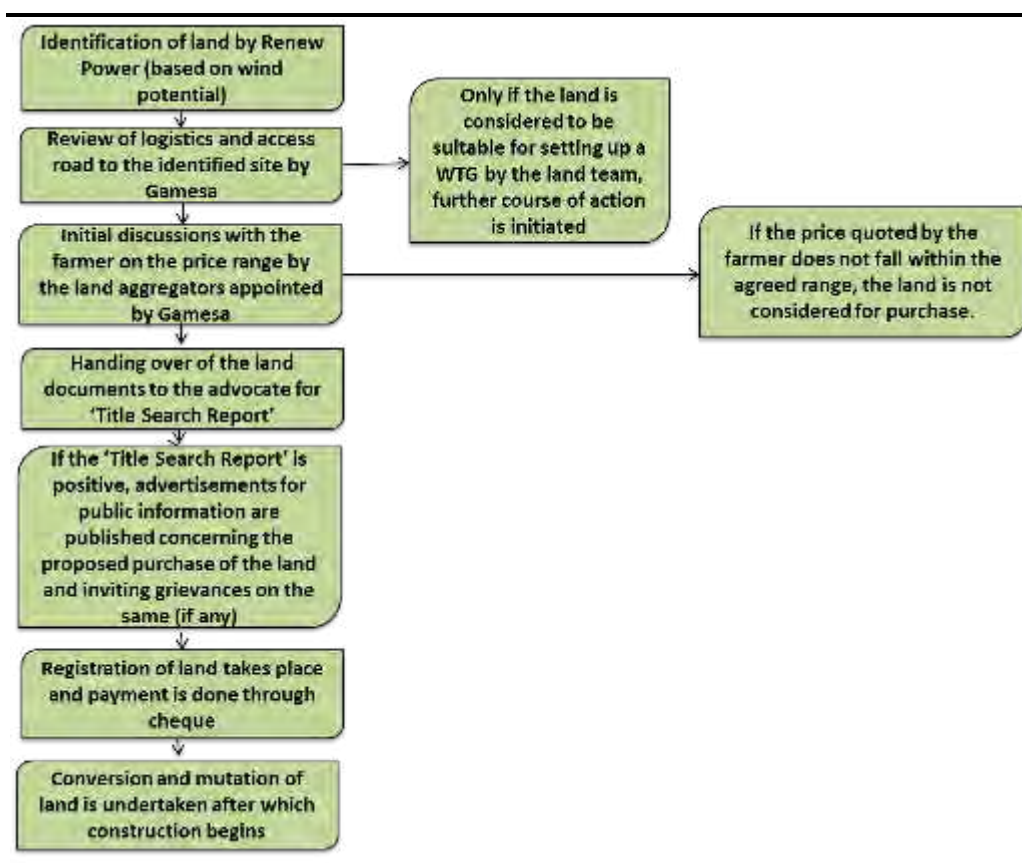 Identification of land by Renew
Power (based on wind
potential)
Review of logistics and access
road to the identified site by
Gamesa
Only if the land is
considered to be
suitable for setting up a
WTG by the land team,
further course of action
is initiated
Initial discussions with the
farmer on the price range by
the land aggregators appointed
by Gamesa
If the price quoted by the
farmer does not fall within the
agreed range, the land is not
considered for purchase.
Handing over of the land
documents to the advocate for
‘Title Search Report’
If the ‘Title Search Report’ is
positive, advertisements for
public information are
published concerning the
proposed purchase of the land
and inviting grievances on the
same (if any)
Registration of land takes place
and payment is done through
cheque
Conversion and mutation of
land is undertaken after which
construction begins